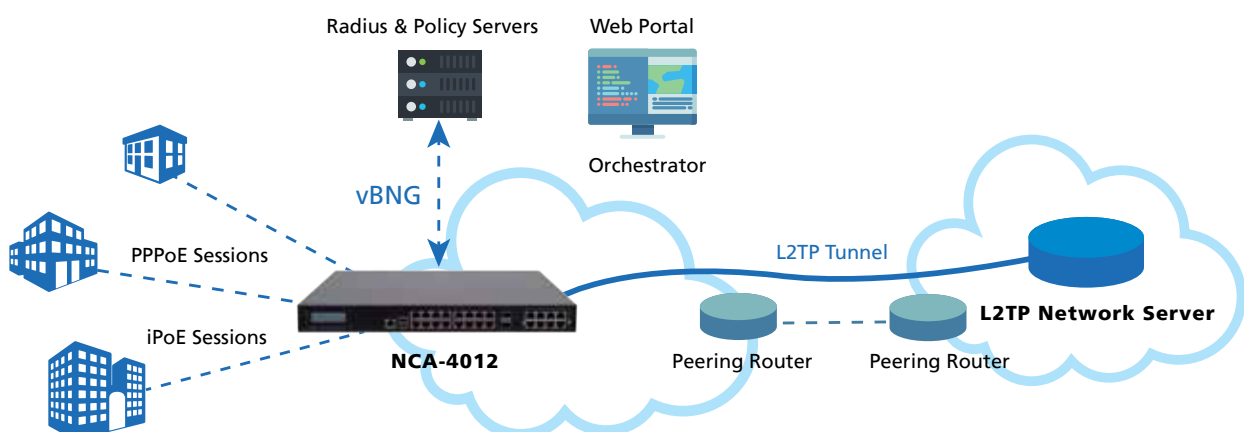 Radius & Policy Servers
Web Portal
Orchestrator
vBNG
PPPoE Sessions
iPoE Sessions
NCA-4012
L2TP Tunnel
Peering Router
Peering Router
L2TP Network Server